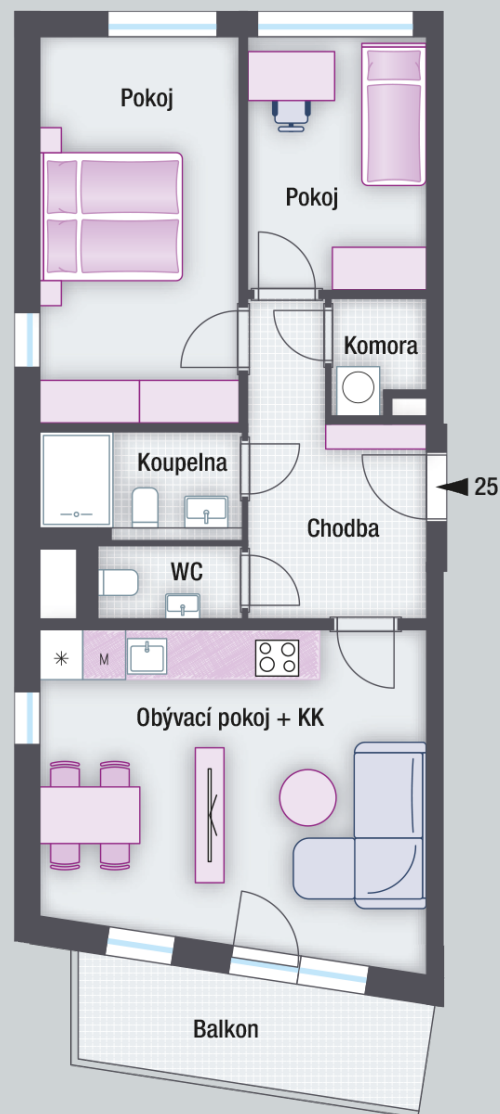 Pokoj
Pokoj
Komora
Koupelna
25
Chodba
WC
M
Obývací pokoj + KK
Balkon